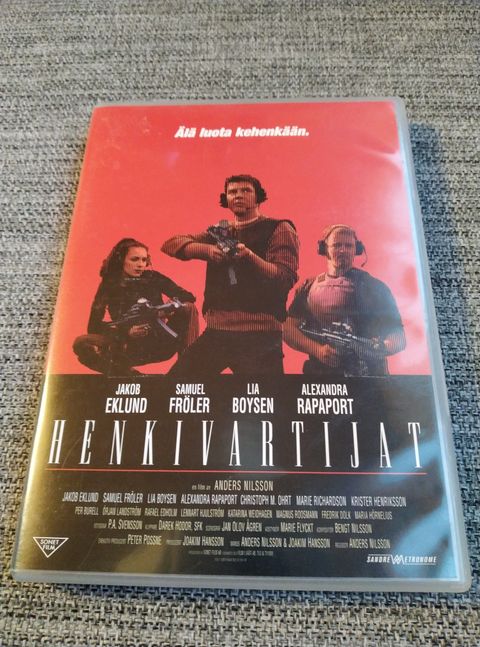 Älä luota kehenkään.
JAKOB EKLUND SAMUEL FRÖLER LIA BOYSEN ALEXANDRA RAPAPORT
HENKIVARTIJAT
en film av ANDERS NILSSON
JAKOB EKLUND SAMUEL FRÖLER LIA BOYSEN ALEXANDRA RAPAPORT CHRISTOPH M. OHRT MARIE RICHARDSON KRISTER HENRIKSSON
PER BURELL ÖRJAN LANDSTRÖM RAFAEL EDHOLM LENNART HJULSTRÖM KATARINA WEIDHAGEN MAGNUS ROOSMANN FREDRIK DOLK MARIA HÖRNELIUS
P.A. SVENSSON DAREK HODOR, SFK JAN OLOV ÅGREN MARIE FLYCKT BENGT NILSSON
PETER POSSNE JOAKIM HANSSON ANDERS NILSSON & JOAKIM HANSSON ANDERS NILSSON
SONET FILM
SANDREW METRONOME